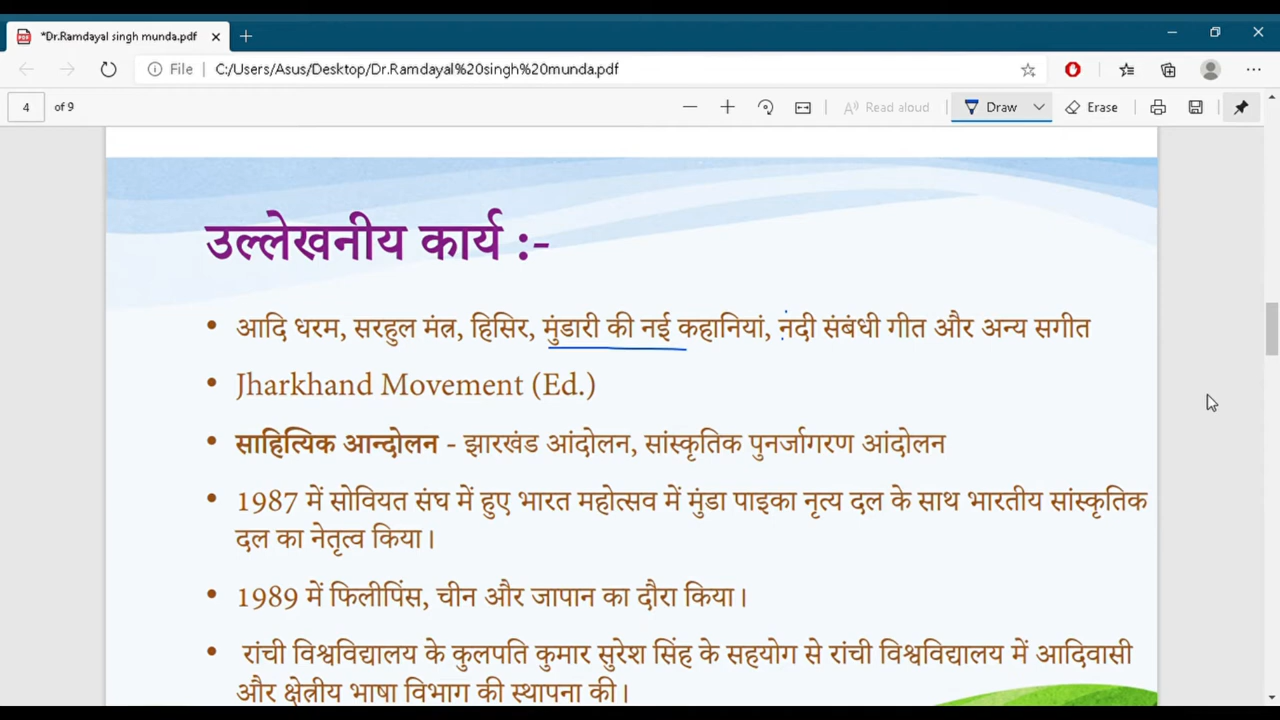 *Dr.Ramdayal singh munda.pdf
File
C:/Users/Asus/Desktop/Dr.Ramdayal%20singh%20munda.pdf
4 of 9
Read aloud
Draw
Erase
उल्लेखनीय कार्य :-
• आदि धरम, सरहुल मंत्र, हिसिर, मुंडारी की नई कहानियां, नदी संबंधी गीत और अन्य सगीत
• Jharkhand Movement (Ed.)
• साहित्यिक आन्दोलन - झारखंड आंदोलन, सांस्कृतिक पुनर्जागरण आंदोलन
• 1987 में सोवियत संघ में हुए भारत महोत्सव में मुंडा पाइका नृत्य दल के साथ भारतीय सांस्कृतिक
दल का नेतृत्व किया।
• 1989 में फिलीपिंस, चीन और जापान का दौरा किया।
• रांची विश्वविद्यालय के कुलपति कुमार सुरेश सिंह के सहयोग से रांची विश्वविद्यालय में आदिवासी
और क्षेत्रीय भाषा विभाग की स्थापना की।